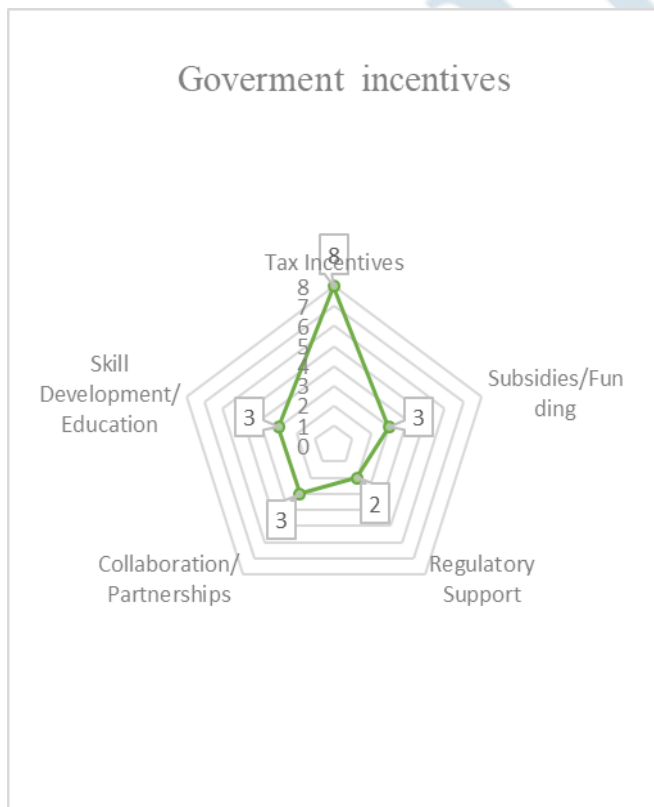 Goverment incentives
8
Tax Incentives
8
7
6
5
4
3
2
1
0
Skill
Development/
Education
3
3
Subsidies/Fun
ding
2
3
Collaboration/
Partnerships
Regulatory
Support